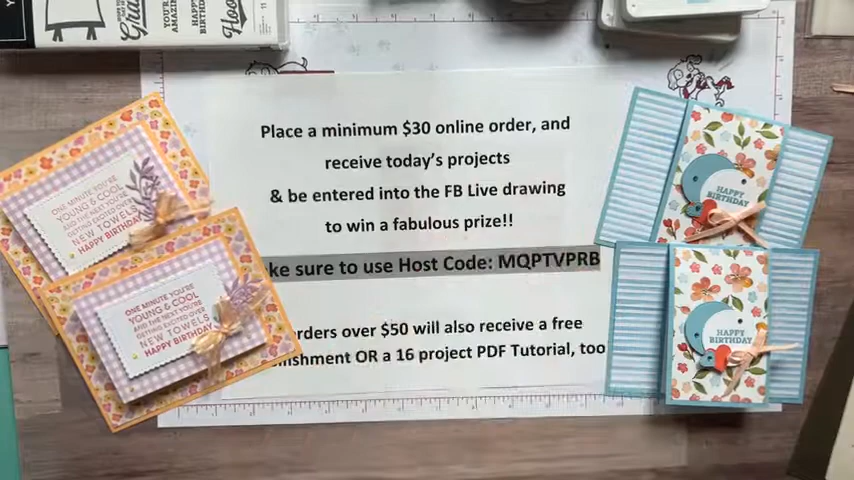 YOUR
AMAZING
HAPPY
BIRTHDAY
Place a minimum $30 online order, and
receive today's projects
& be entered into the FB Live drawing
to win a fabulous prize!!
ke sure to use Host Code: MQPTVPRB
orders over $50 will also receive a free
OR a 16 project PDF Tutorial, too
ONE MINUTE YOU'RE
YOUNG & COOL
AND THE NEXT YOU'RE
GETTING EXCITED OVER
NEW TOWELS
HAPPY BIRTHDAY
ONE MINUTE YOU'RE
YOUNG & COOL
AND THE NEXT YOU'RE
GETTING EXCITED OVER
NEW TOWELS
HAPPY BIRTHDAY
HAPPY
BIRTHDAY
HAPPY
BIRTHDAY